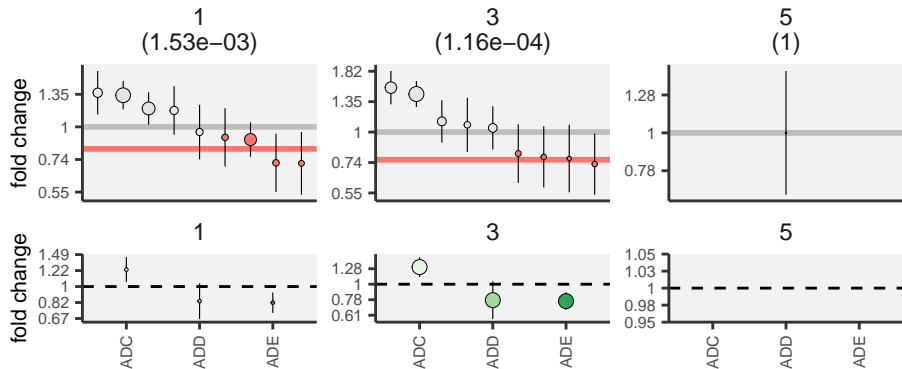 1
(1.53e−03)
3
(1.16e−04)
5
(1)
fold change
1.35
1
0.74
0.55
1.82
1.35
1
0.74
0.55
1.28
1
0.78
1
3
5
fold change
1.49
1.22
1
0.82
0.67
1.28
1
0.78
0.61
1.05
1.03
1
0.98
0.95
ADC
ADD
ADE
ADC
ADD
ADE
ADC
ADD
ADE